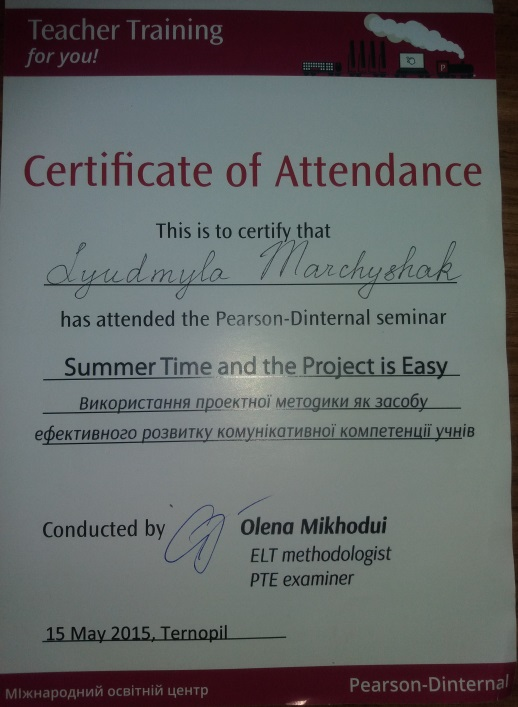 Teacher Training
for you!
Certificate of Attendance
This is to certify that
Lyudmyla Marchyshak
has attended the Pearson-Dinternal seminar
Summer Time and the Project is Easy
Використання проектної методики як засобу
ефективного розвитку комунікативної компетенції учнів
Conducted by Olena Mikhodui
ELT methodologist
PTE examiner
15 May 2015, Ternopil
Міжнародний освітній центр Pearson-Dinternal